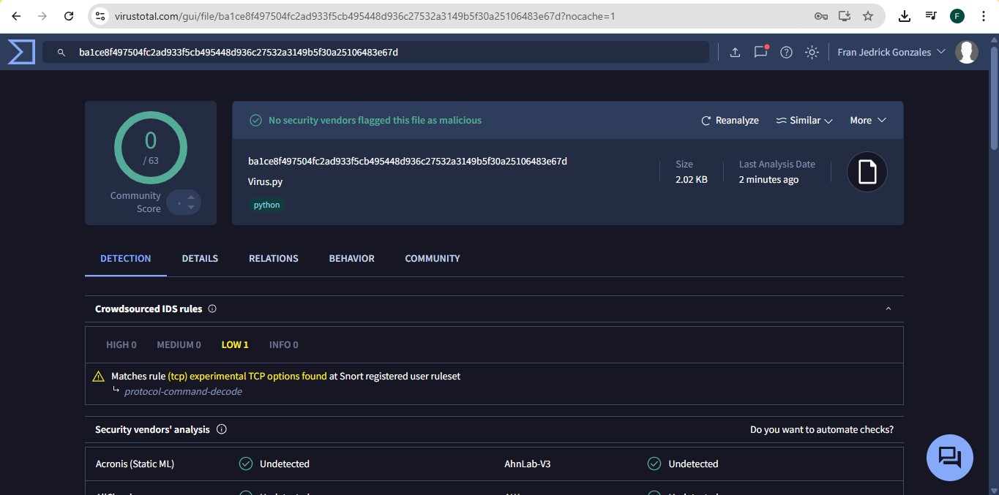 virustotal.com/gui/file/ba1ce8f497504fc2ad933f5cb495448d936c27532a3149b5f30a25106483e67d?nocache=1
F
ba1ce8f497504fc2ad933f5cb495448d936c27532a3149b5f30a25106483e67d
Fran Jedrick Gonzales
0
/ 63
Community
Score
No security vendors flagged this file as malicious
Reanalyze
Similar
More
ba1ce8f497504fc2ad933f5cb495448d936c27532a3149b5f30a25106483e67d
Virus.py
python
Size
2.02 KB
Last Analysis Date
2 minutes ago
DETECTION
DETAILS
RELATIONS
BEHAVIOR
COMMUNITY
Crowdsourced IDS rules
HIGH 0
MEDIUM 0
LOW 1
INFO 0
Matches rule (tcp) experimental TCP options found at Snort registered user ruleset
protocol-command-decode
Security vendors' analysis
Do you want to automate checks?
Acronis (Static ML)
Undetected
AhnLab-V3
Undetected